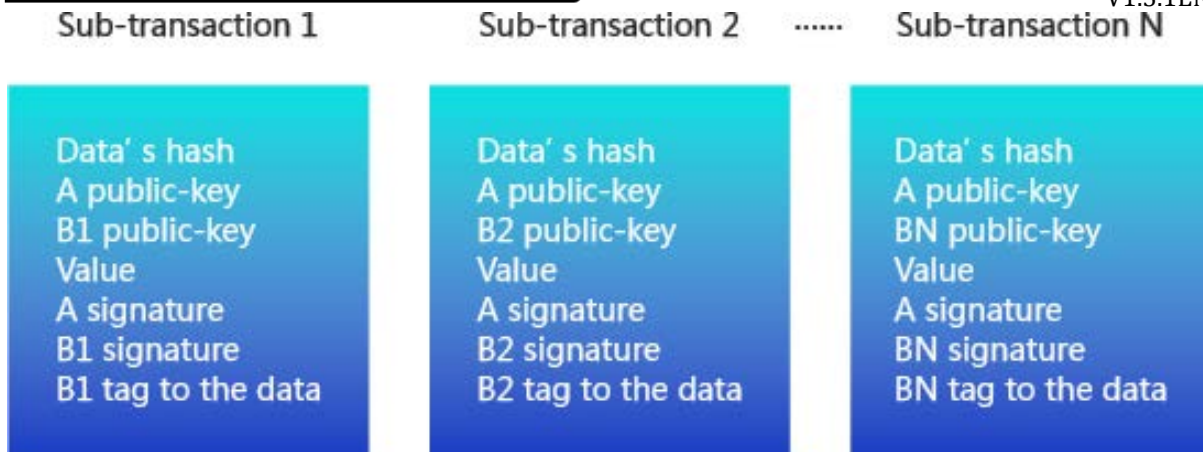 Sub-transaction 1 Sub-transaction 2 ...... Sub-transaction N
Data' s hash
A public-key
B1 public-key
Value
A signature
B1 signature
B1 tag to the data
Data' s hash
A public-key
B2 public-key
Value
A signature
B2 signature
B2 tag to the data
Data' s hash
A public-key
BN public-key
Value
A signature
BN signature
BN tag to the data